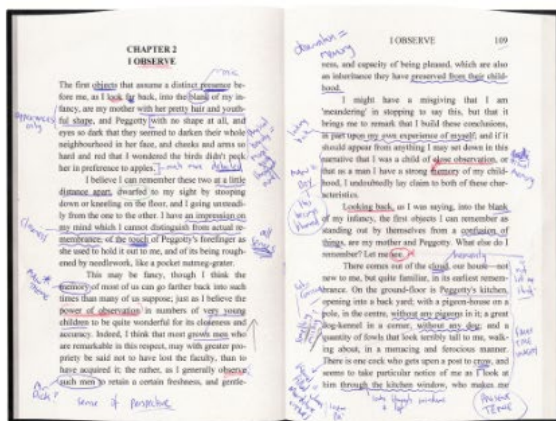 CHAPTER 2
I OBSERVE
The first objects that assume a distinct presence be-
fore me, as I look far back, into the blank of my in-
fancy, are my mother with her pretty hair and youth-
ful shape, and Peggotty with no shape at all, and
eyes so dark that they seemed to darken their whole
neighbourhood in her face, and cheeks and arms so
hard and red that I wondered the birds didn't peck
her in preference to apples.
I believe I can remember these two at a little
distance apart, dwarfed to my sight by stooping
down or kneeling on the floor, and I going unstead-
ily from the one to the other. I have an impression on
my mind which I cannot distinguish from actual re-
membrance, of the touch of Peggotty's forefinger as
she used to hold it out to me, and of its being rough-
ened by needlework, like a pocket nutmeg-grater.
This may be fancy, though I think the
memory of most of us can go farther back into such
times than many of us suppose; just as I believe the
power of observation in numbers of very young
children to be quite wonderful for its closeness and
accuracy. Indeed, I think that most grown men who
are remarkable in this respect, may with greater pro-
priety be said not to have lost the faculty, than to
have acquired it; the rather, as I generally observe
such men to retain a certain freshness, and gentle-
appearances only
sense of perspective
I OBSERVE 109
observation = memory
ness, and capacity of being pleased, which are also
an inheritance they have preserved from their child-
hood.
I might have a misgiving that I am
'meandering' in stopping to say this, but that it
brings me to remark that I build these conclusions,
in part upon my own experience of myself; and if it
should appear from anything I may set down in this
narrative that I was a child of close observation, or
that as a man I have a strong memory of my child-
hood, I undoubtedly lay claim to both of these char-
acteristics.
Looking back, as I was saying, into the blank
of my infancy, the first objects I can remember as
standing out by themselves from a confusion of
things, are my mother and Peggotty. What else do I
remember? Let me see.
There comes out of the cloud, our house—not
new to me, but quite familiar, in its earliest remem-
brance. On the ground-floor is Peggotty's kitchen,
opening into a back yard; with a pigeon-house on a
pole, in the centre, without any pigeons in it; a great
dog-kennel in a corner, without any dog; and a
quantity of fowls that look terribly tall to me, walk-
ing about, in a menacing and ferocious manner.
There is one cock who gets upon a post to crow, and
seems to take particular notice of me as I look at
him through the kitchen window, who makes me
PRESENT TENSE